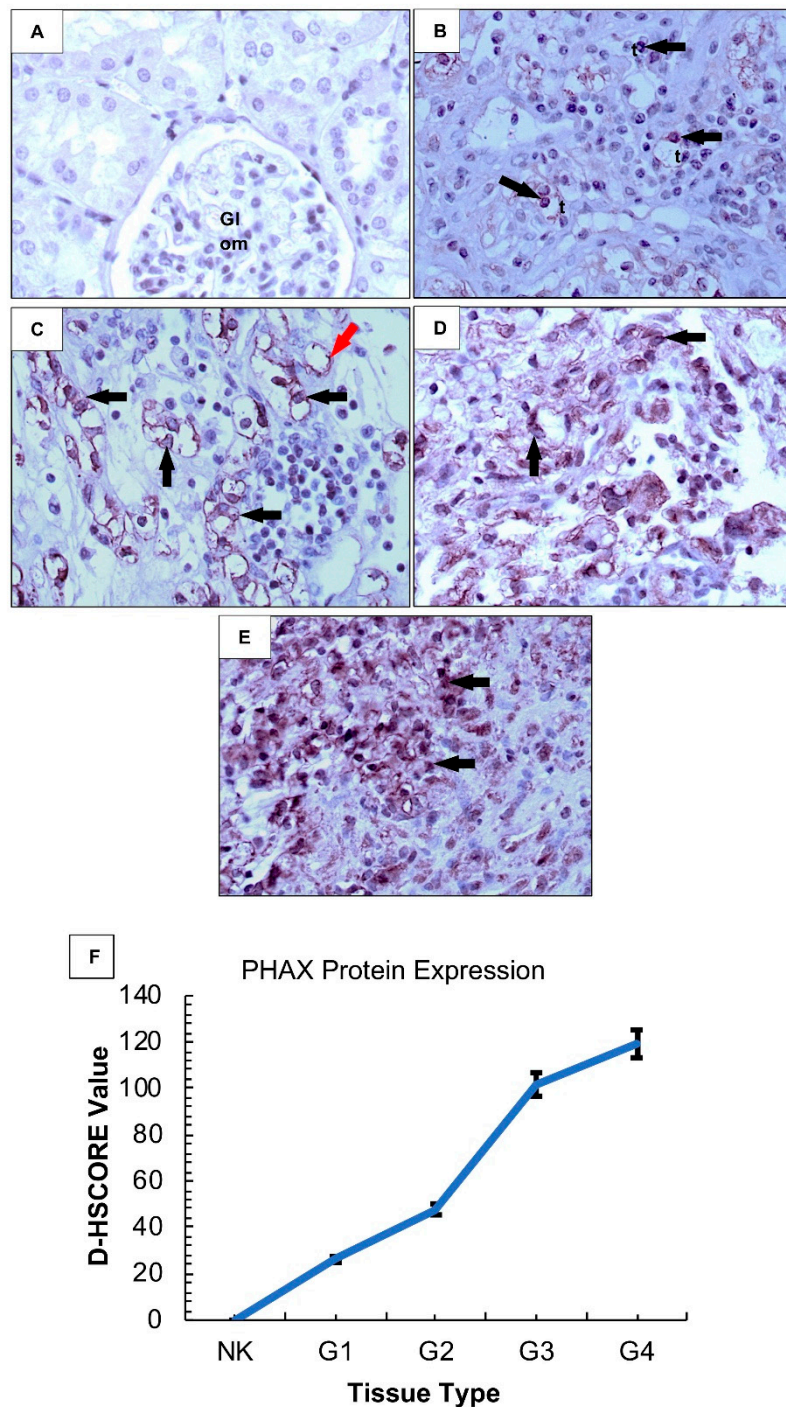 A
Gl
om
B
t
t
t
C
D
E
F
PHAX Protein Expression
D-HSCORE Value
140
120
100
80
60
40
20
0
NK G1 G2 G3 G4
Tissue Type